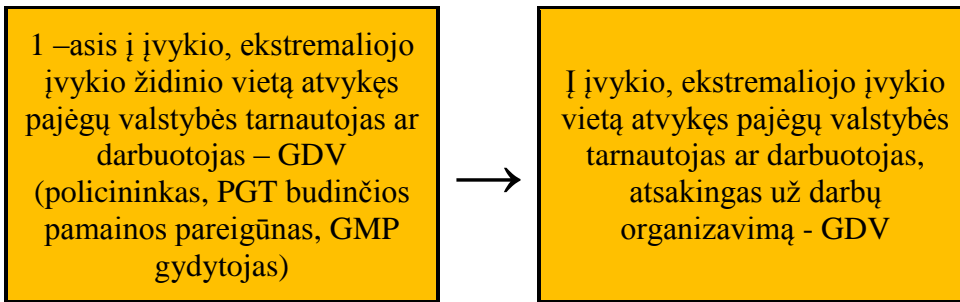 1 –asis į įvykio, ekstremaliojo
įvykio židinio vietą atvykęs
pajėgų valstybės tarnautojas ar
darbuotojas – GDV
(policininkas, PGT budinčios
pamainos pareigūnas, GMP
gydytojas)
→
Į įvykio, ekstremaliojo įvykio
vietą atvykęs pajėgų valstybės
tarnautojas ar darbuotojas,
atsakingas už darbų
organizavimą - GDV